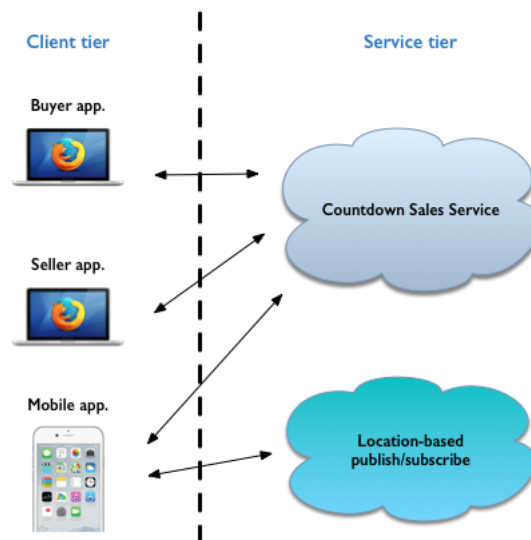 Client tier
Service tier
Buyer app.
Countdown Sales Service
Seller app.
Mobile app.
Location-based
publish/subscribe